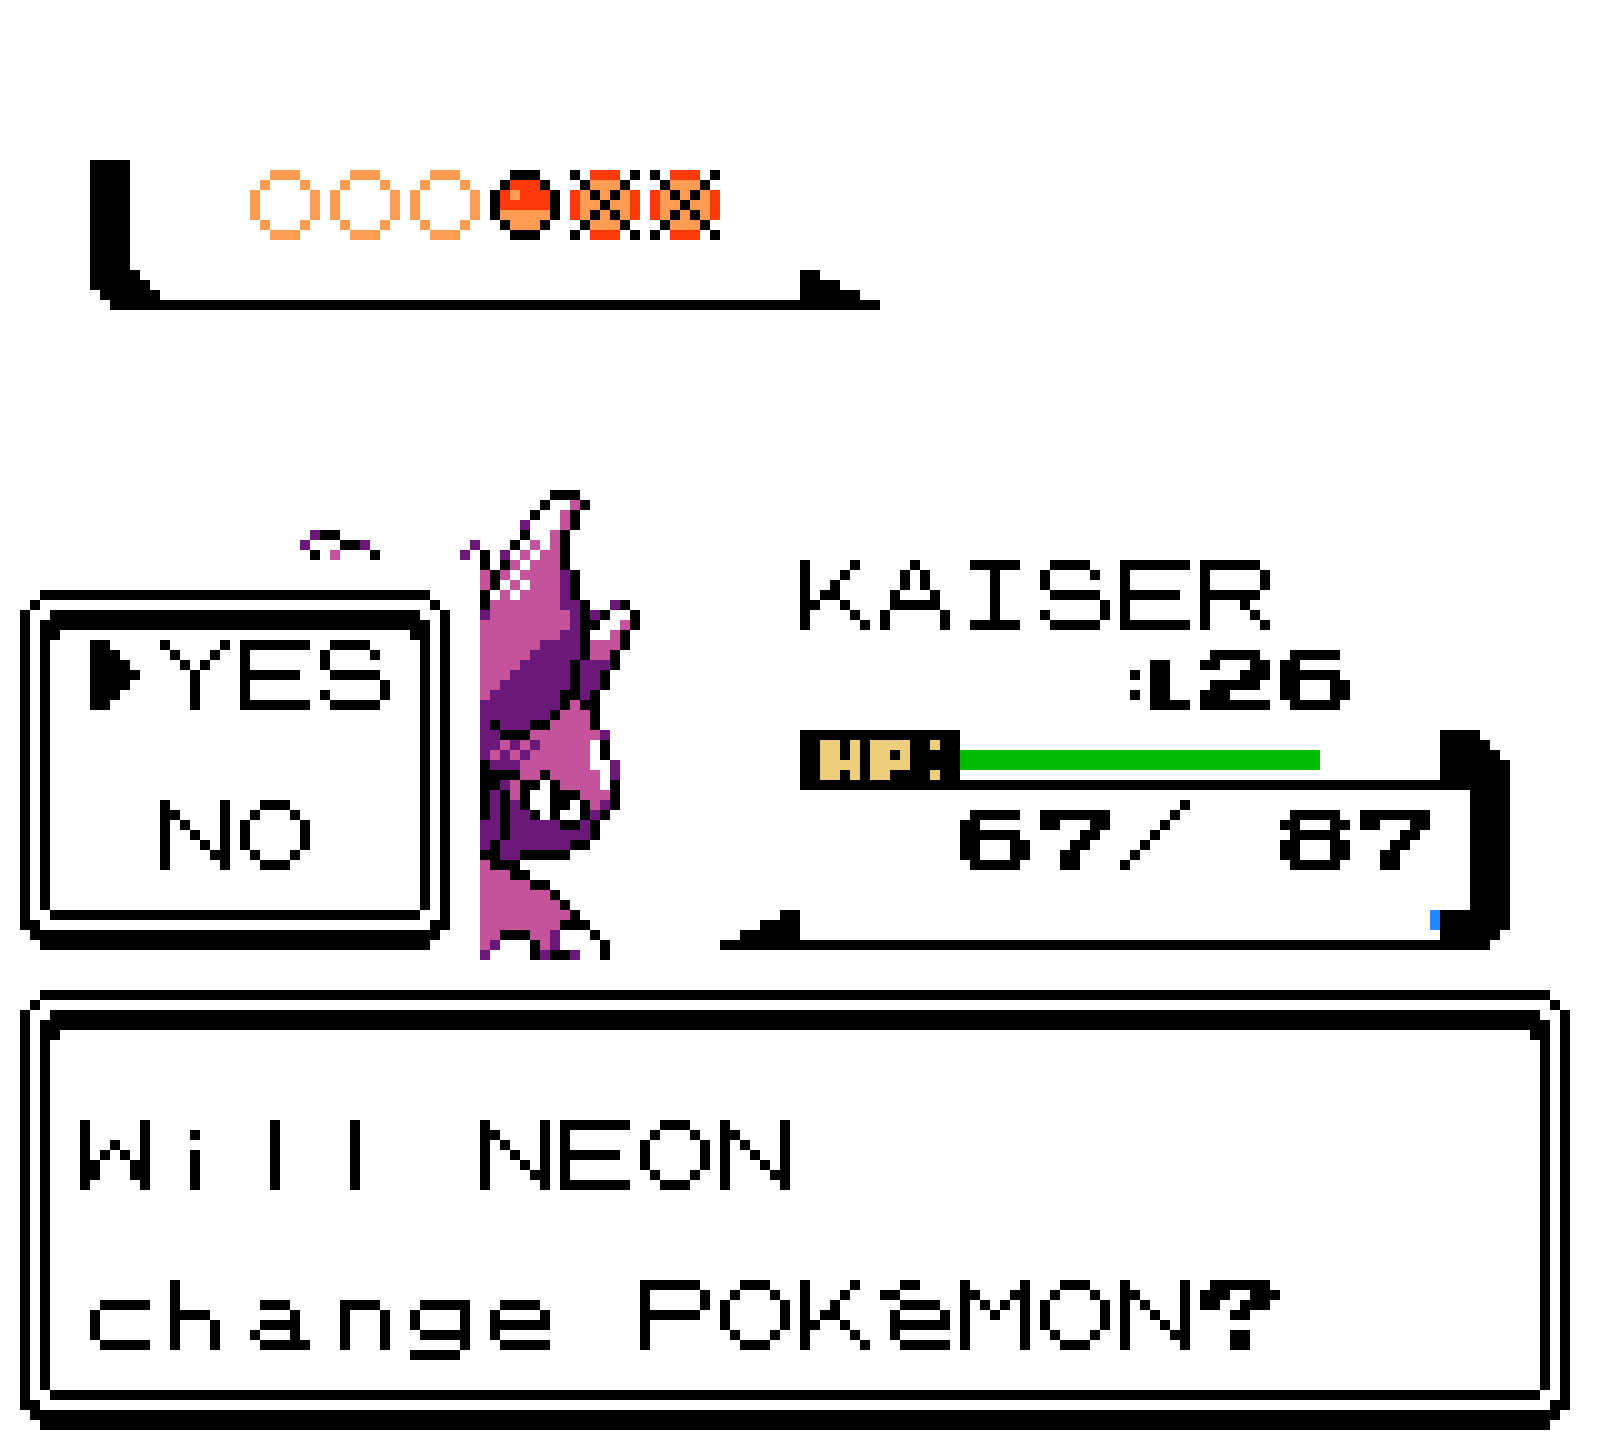 KAISER
:L26
▶YES
HP:
67/ 87
NO
Will NEON
change POKéMON?